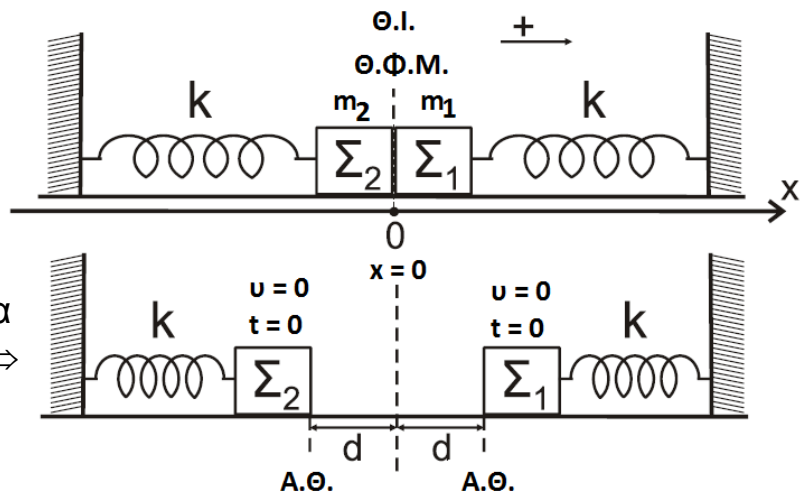 Θ.Ι.
+
Θ.Φ.Μ.
k
m₂
m₁
k
Σ₂
Σ₁
x
0
x = 0
υ = 0
υ = 0
α
k
t = 0
t = 0
k
⇒
Σ₂
Σ₁
d
d
Α.Θ.
Α.Θ.